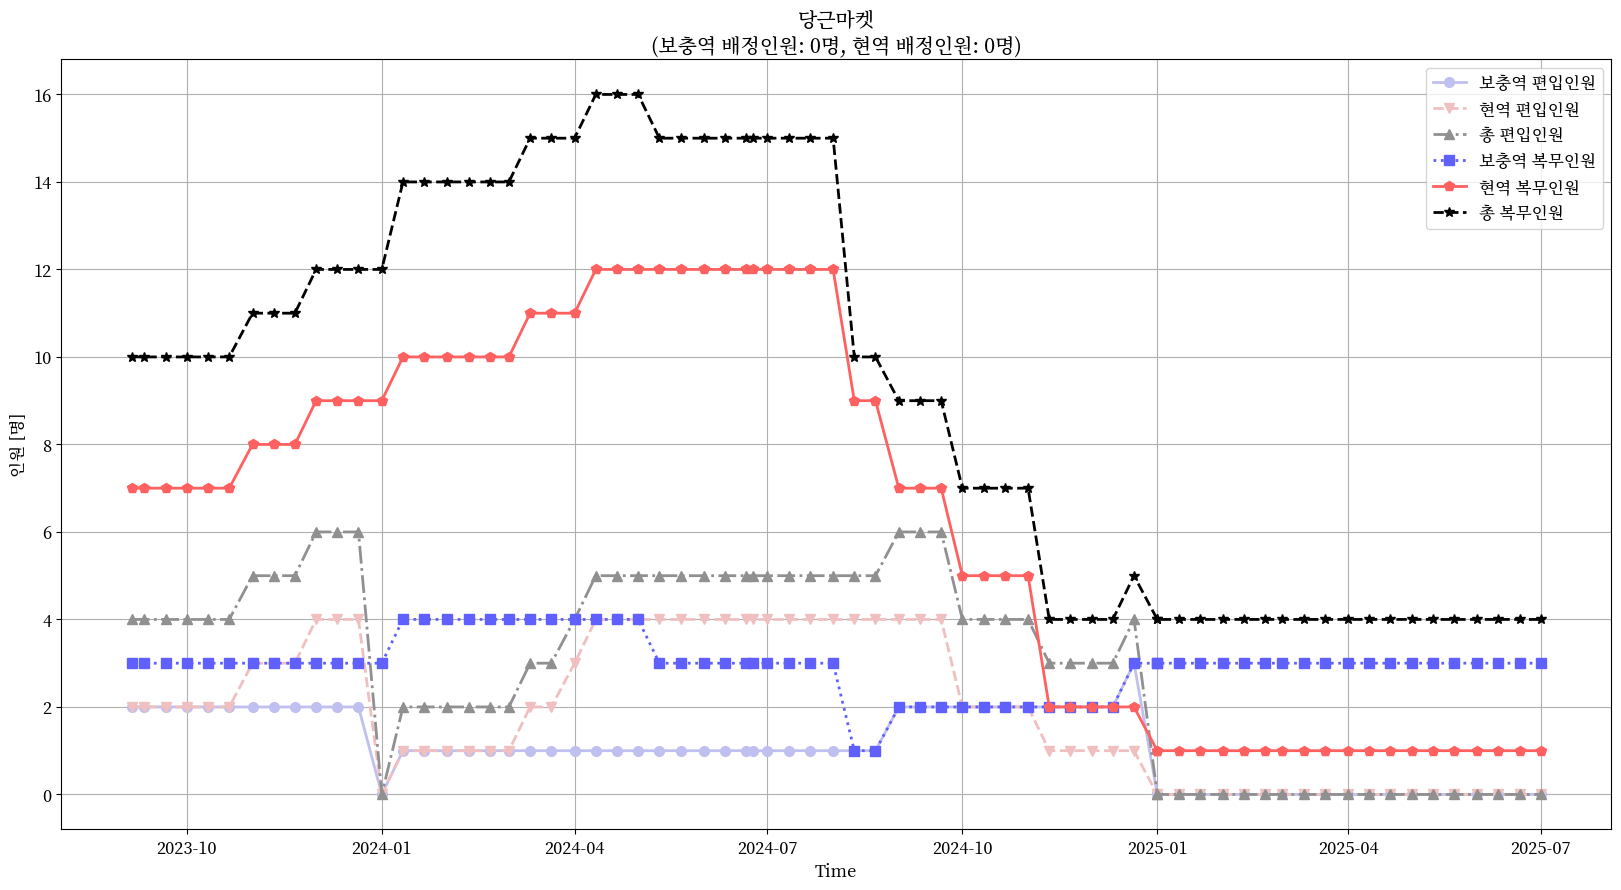 당근마켓
(보충역 배정인원: 0명, 현역 배정인원: 0명)
보충역 편입인원
현역 편입인원
총 편입인원
보충역 복무인원
현역 복무인원
총 복무인원
인원 [명]
16
14
12
10
8
6
4
2
0
2023-10
2024-01
2024-04
2024-07
2024-10
2025-01
2025-04
2025-07
Time